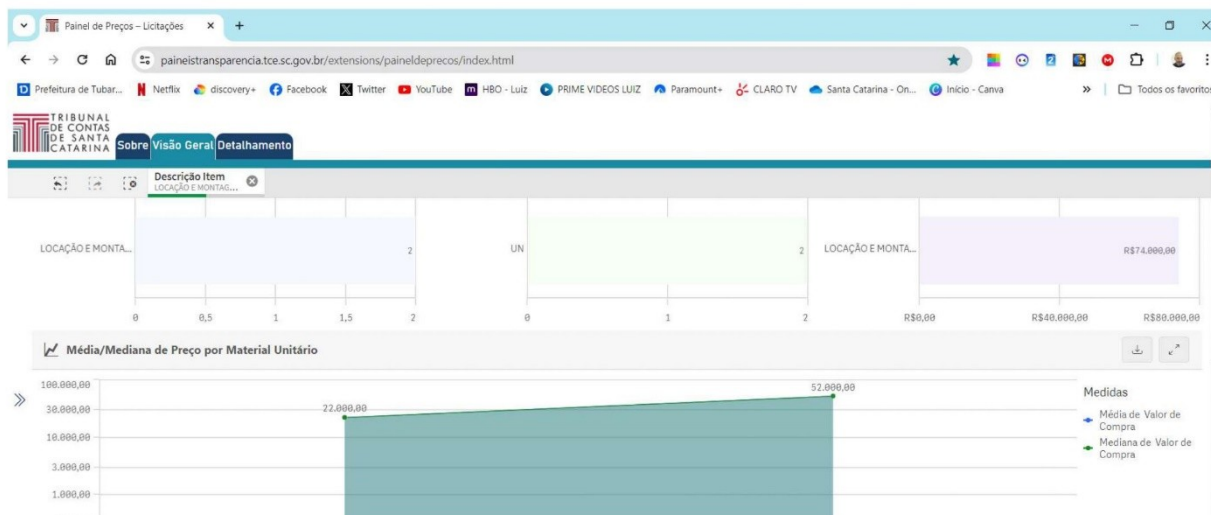 Painel de Preços – Licitações
paineistransparencia.tce.sc.gov.br/extensions/paineldeprecos/index.html
Prefeitura de Tubar... Netflix discovery+ Facebook Twitter YouTube HBO - Luiz PRIME VIDEOS LUIZ Paramount+ CLARO TV Santa Catarina - On... Início - Canva » Todos os favoritos
TRIBUNAL
DE CONTAS
DE SANTA
CATARINA
Sobre Visão Geral Detalhamento
Descrição Item
LOCAÇÃO E MONTAG...
LOCAÇÃO E MONTA... 2 UN 2 LOCAÇÃO E MONTA... R$74.000,00
0 0,5 1 1,5 2 0 1 2 R$0,00 R$40.000,00 R$80.000,00
Média/Mediana de Preço por Material Unitário
100.000,00
52.000,00
30.000,00
22.000,00
10.000,00
3.000,00
1.000,00
Medidas
Média de Valor de
Compra
Mediana de Valor de
Compra